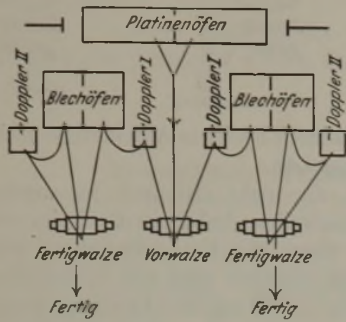 Platinenöfen
Doppler II
Blechöfen
Doppler I
Doppler I
Blechöfen
Doppler II
Fertigwalze
Vorwalze
Fertigwalze
Fertig
Fertig